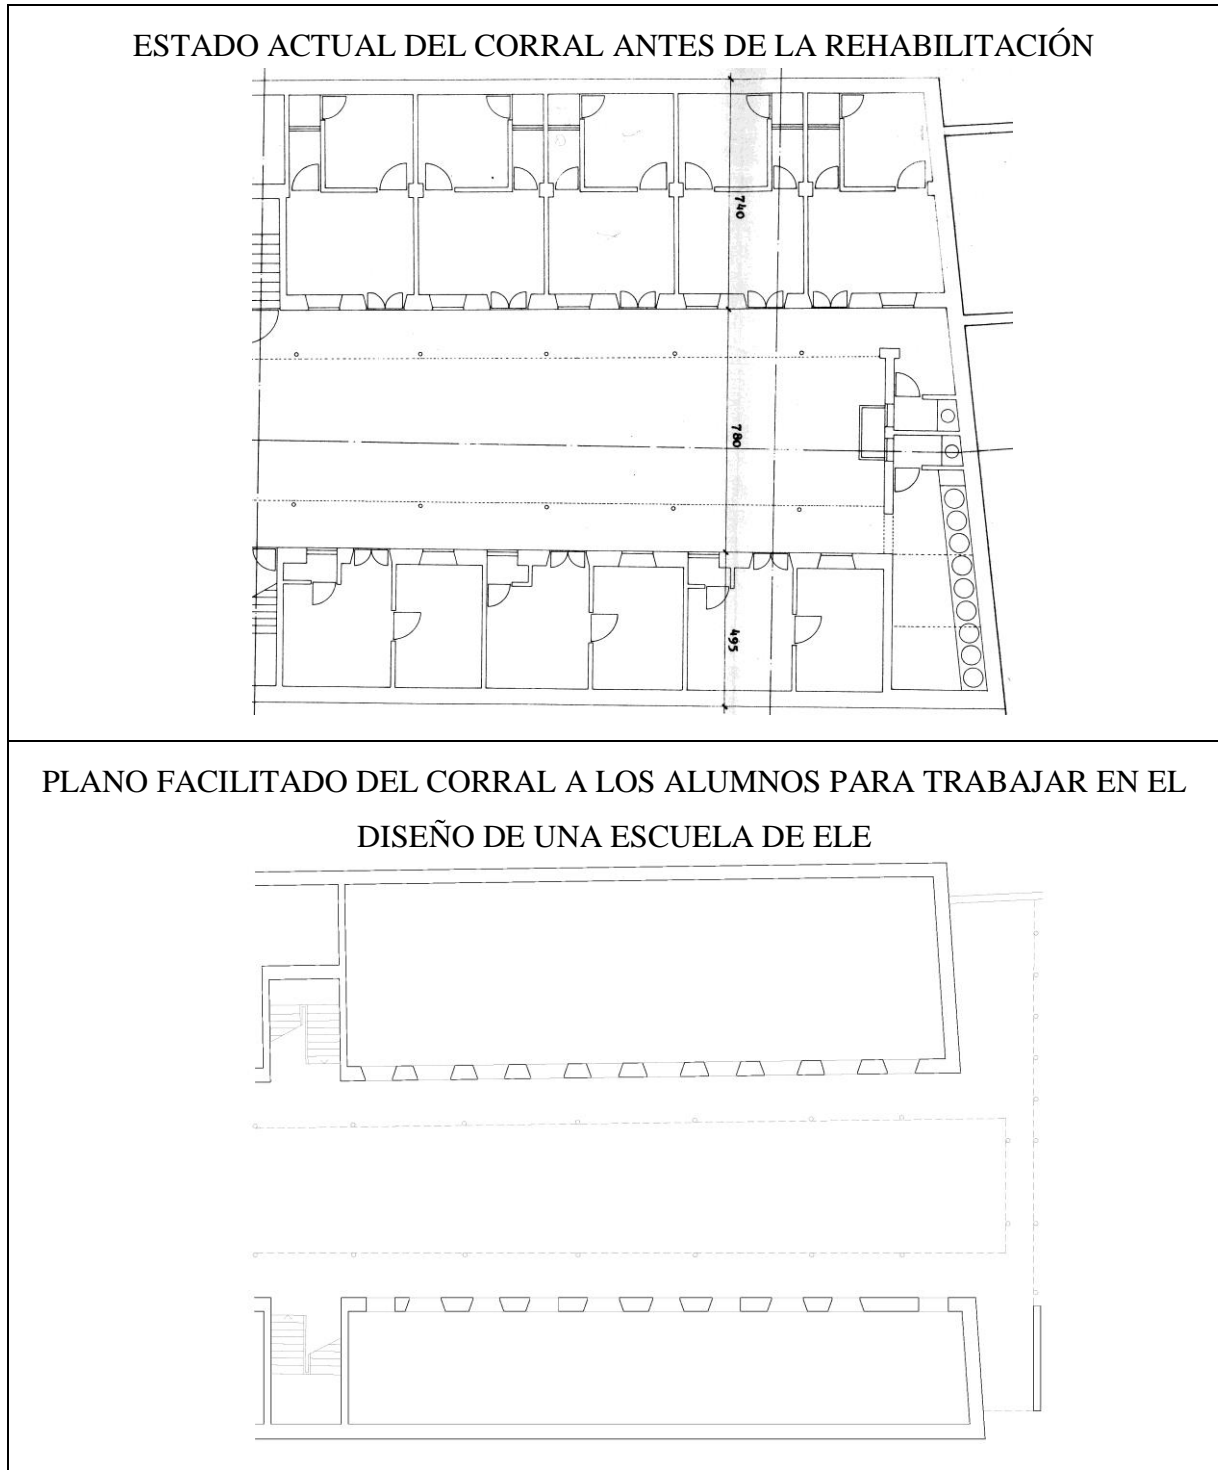 ESTADO ACTUAL DEL CORRAL ANTES DE LA REHABILITACIÓN
740
780
495
PLANO FACILITADO DEL CORRAL A LOS ALUMNOS PARA TRABAJAR EN EL
DISEÑO DE UNA ESCUELA DE ELE